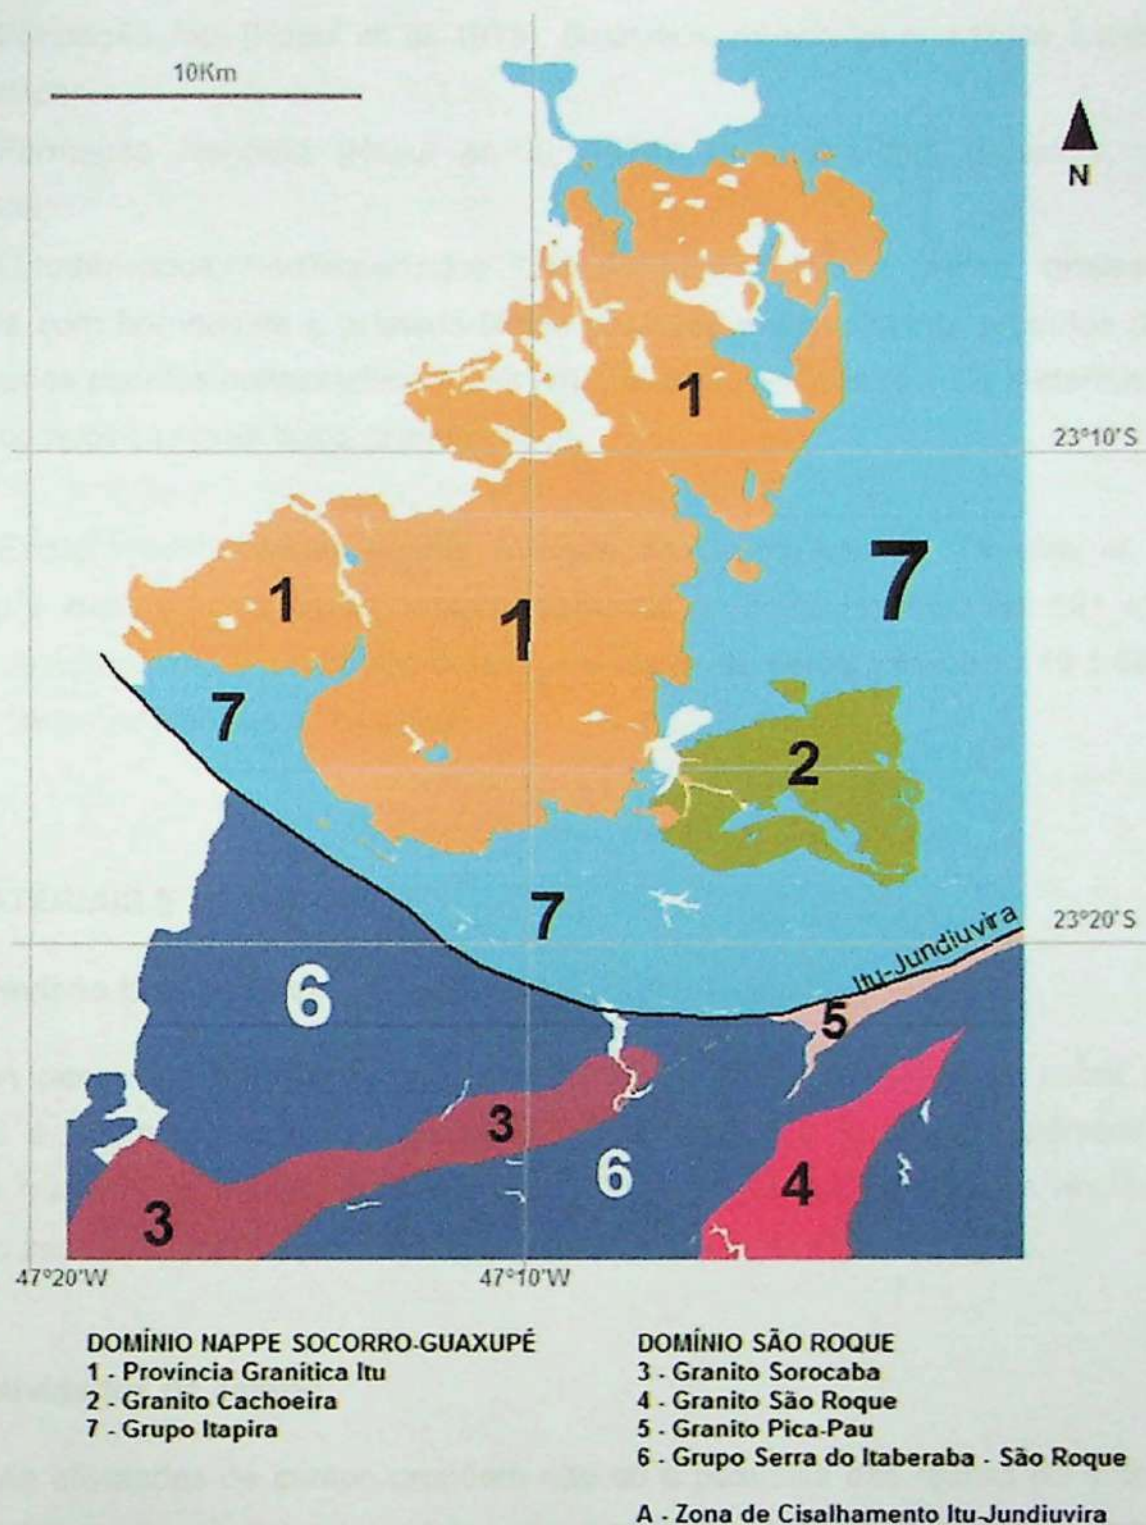 10Km
N
1
23°10'S
7
1
1
7
2
7
23°20'S
Itu-Jundiuvira
6
5
3
6
4
3
47°20'W
47°10'W
DOMÍNIO NAPPE SOCORRO-GUAXUPÉ
1 - Província Granítica Itu
2 - Granito Cachoeira
7 - Grupo Itapira
DOMÍNIO SÃO ROQUE
3 - Granito Sorocaba
4 - Granito São Roque
5 - Granito Pica-Pau
6 - Grupo Serra do Itaberaba - São Roque
A - Zona de Cisalhamento Itu-Jundiuvira